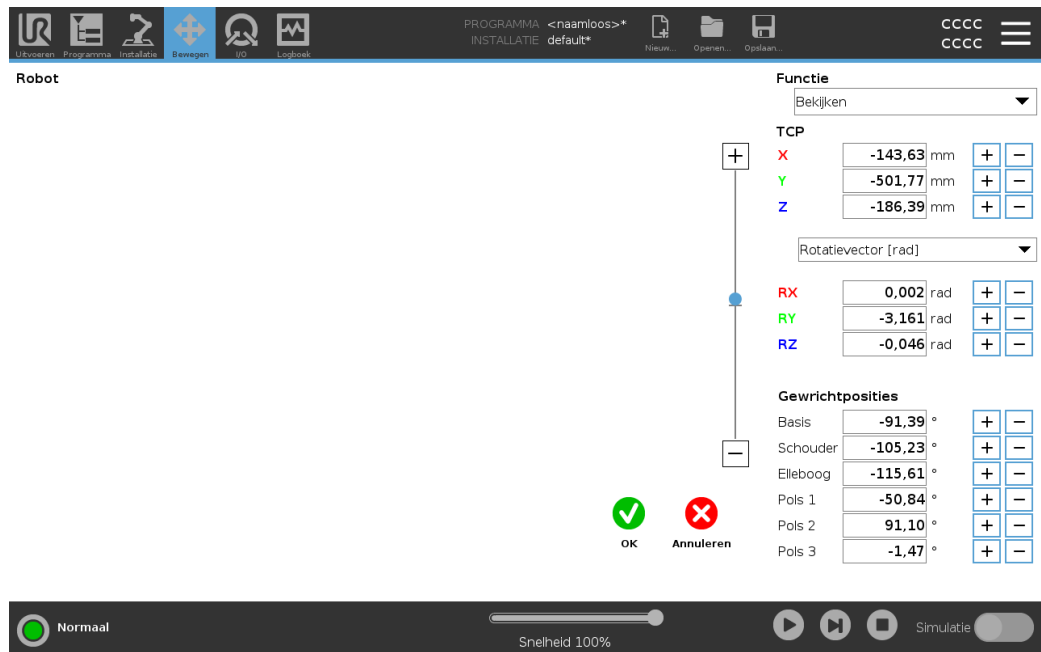 PROGRAMMA <naamloos>*
INSTALLATIE default*
CCCC
CCCC
Uitvoeren Programma Installatie Bewegen I/O Logboek Nieuw... Openen... Opslaan...
Robot
Functie
Bekijken
TCP
X -143,63 mm + −
Y -501,77 mm + −
Z -186,39 mm + −
Rotatievector [rad]
RX 0,002 rad + −
RY -3,161 rad + −
RZ -0,046 rad + −
Gewrichtposities
Basis -91,39 ° + −
Schouder -105,23 ° + −
Elleboog -115,61 ° + −
Pols 1 -50,84 ° + −
Pols 2 91,10 ° + −
Pols 3 -1,47 ° + −
OK Annuleren
Normaal
Snelheid 100%
Simulatie